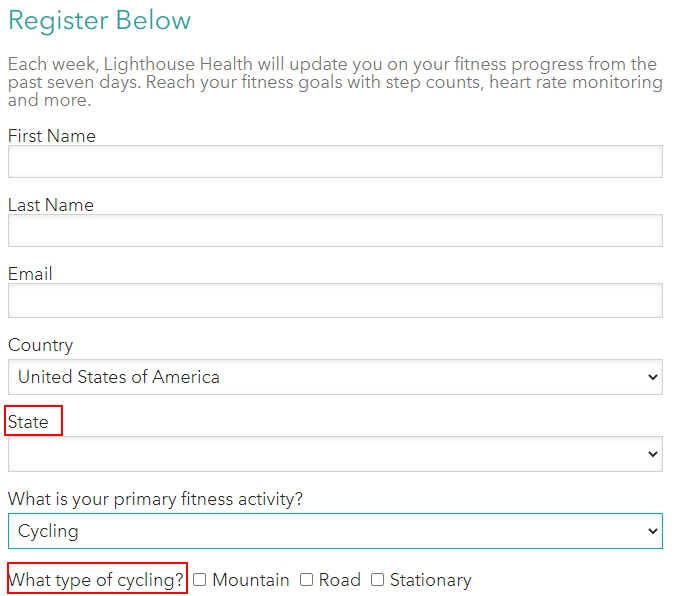 Register Below
Each week, Lighthouse Health will update you on your fitness progress from the
past seven days. Reach your fitness goals with step counts, heart rate monitoring
and more.
First Name
Last Name
Email
Country
United States of America
State
What is your primary fitness activity?
Cycling
What type of cycling? Mountain Road Stationary